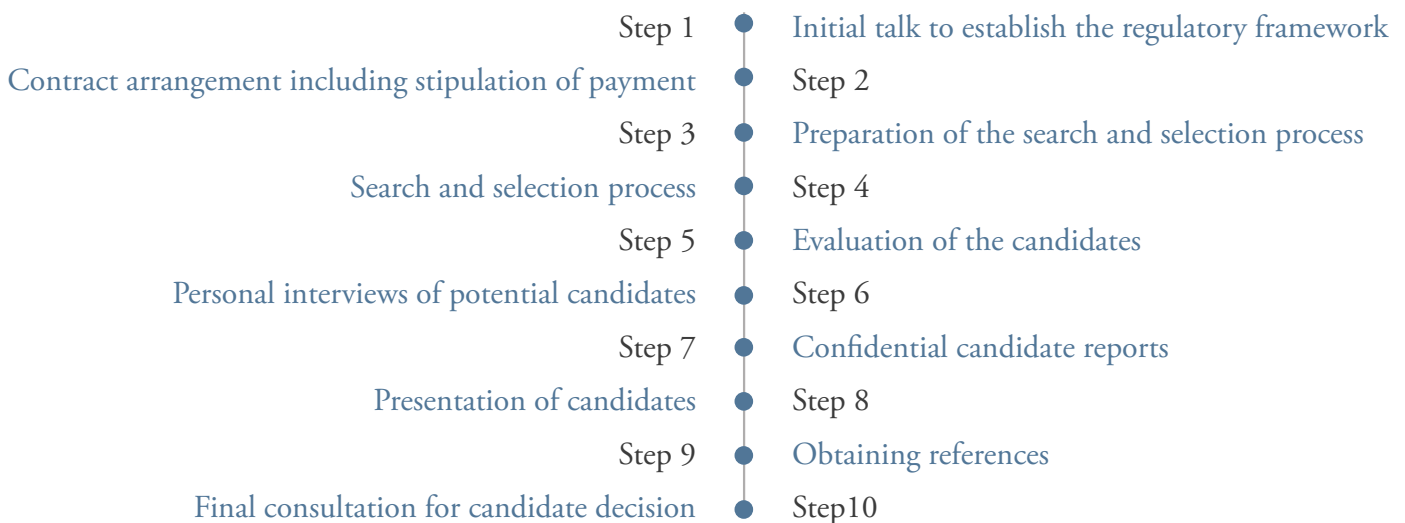 Step 1 Initial talk to establish the regulatory framework
Contract arrangement including stipulation of payment Step 2
Step 3 Preparation of the search and selection process
Search and selection process Step 4
Step 5 Evaluation of the candidates
Personal interviews of potential candidates Step 6
Step 7 Confidential candidate reports
Presentation of candidates Step 8
Step 9 Obtaining references
Final consultation for candidate decision Step10